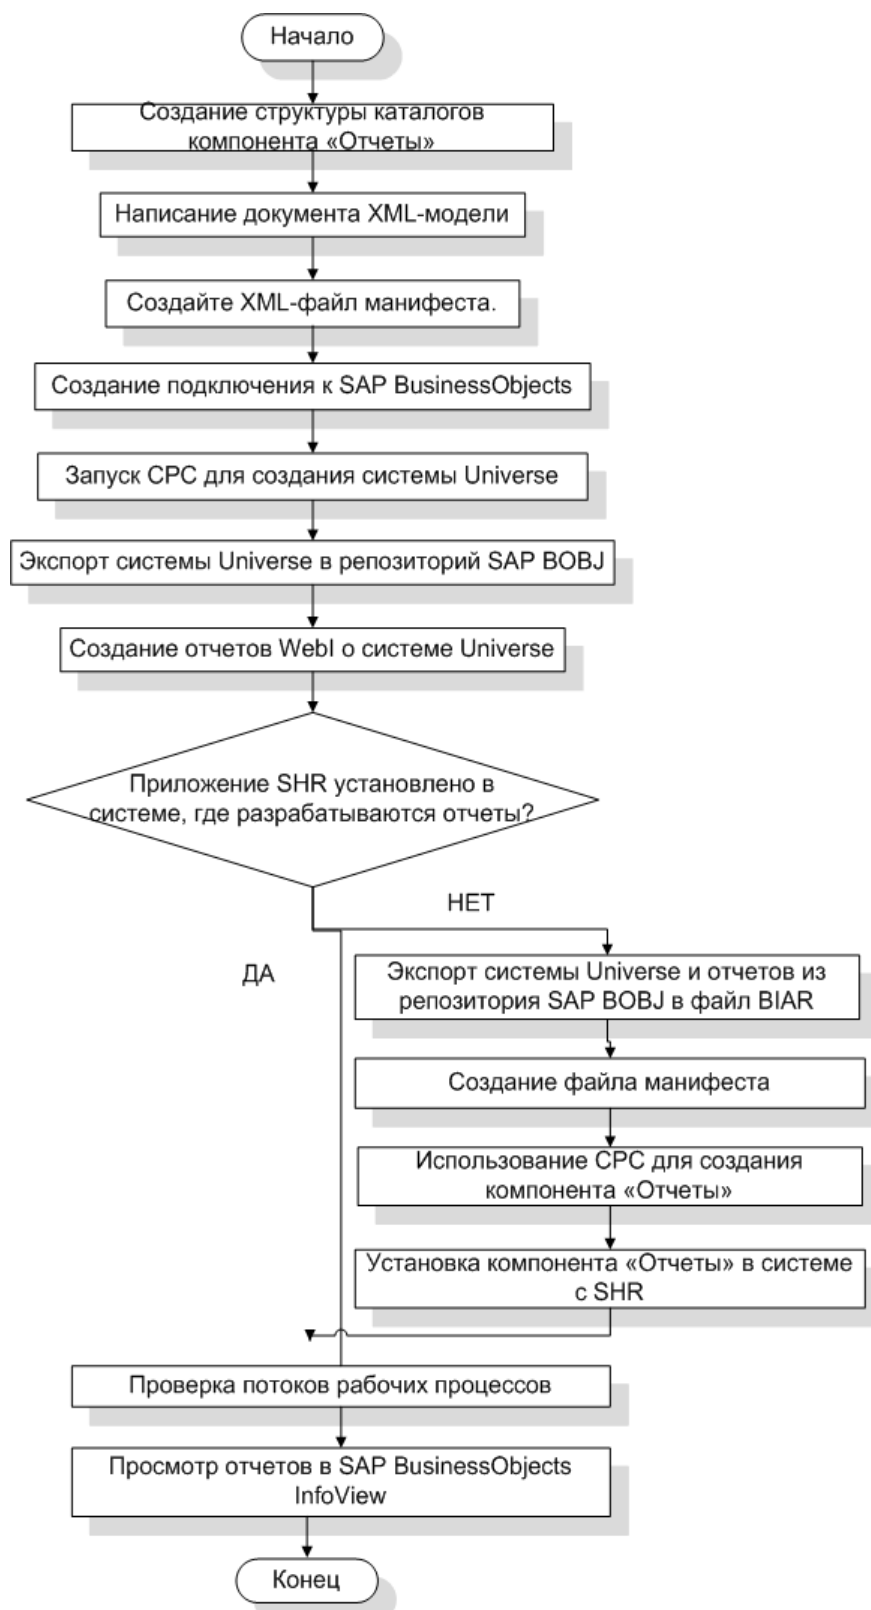 Начало
Создание структуры каталогов
компонента «Отчеты»
Написание документа XML-модели
Создайте XML-файл манифеста.
Создание подключения к SAP BusinessObjects
Запуск CPC для создания системы Universe
Экспорт системы Universe в репозиторий SAP BOBJ
Создание отчетов WebI о системе Universe
Приложение SHR установлено в
системе, где разрабатываются отчеты?
НЕТ
ДА
Экспорт системы Universe и отчетов из
репозитория SAP BOBJ в файл BIAR
Создание файла манифеста
Использование CPC для создания
компонента «Отчеты»
Установка компонента «Отчеты» в системе
с SHR
Проверка потоков рабочих процессов
Просмотр отчетов в SAP BusinessObjects
InfoView
Конец